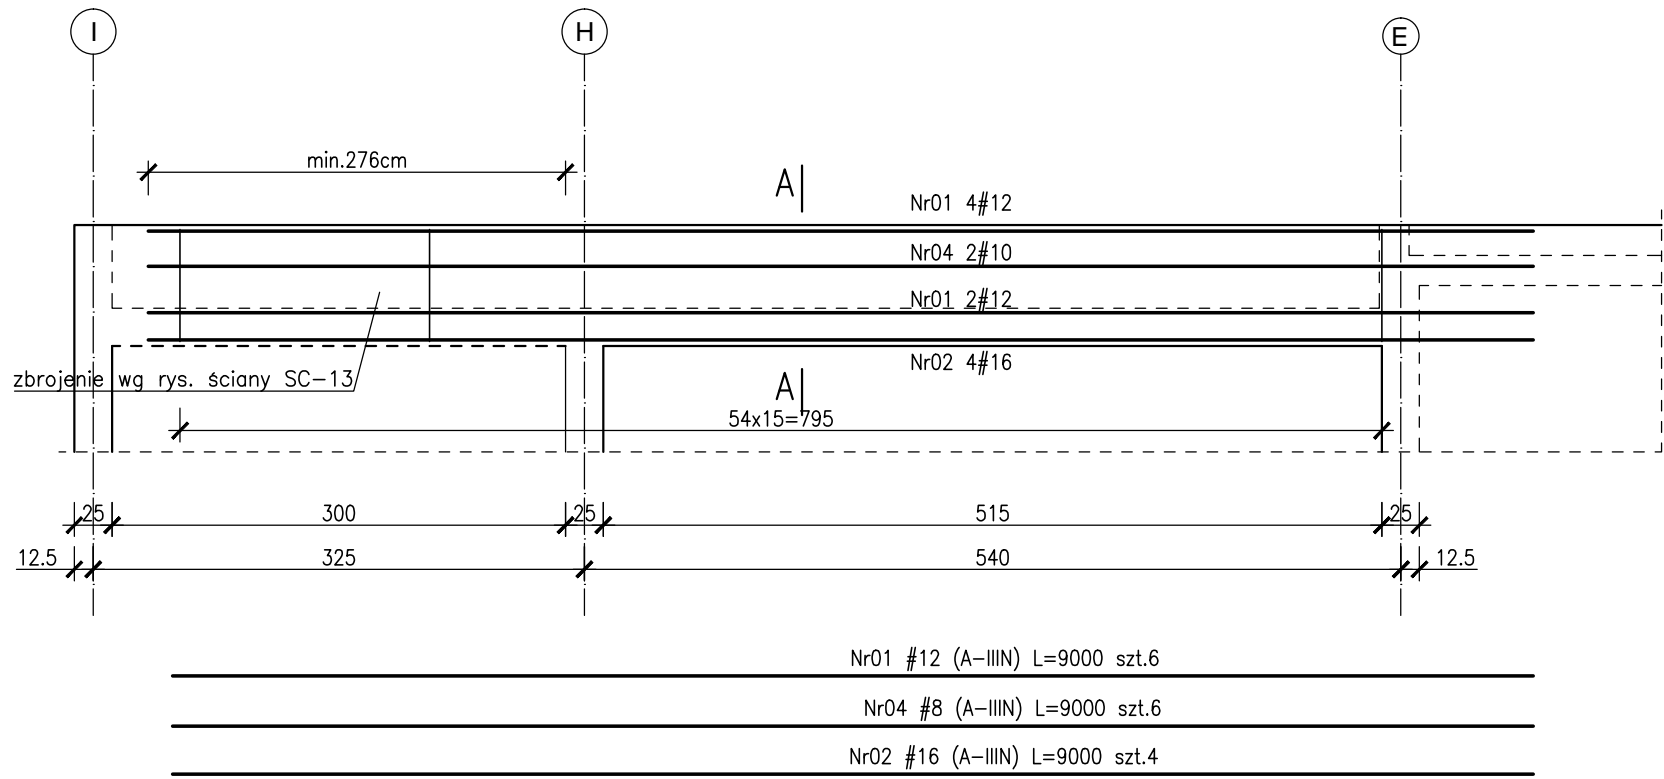 I
H
E
min.276cm
A
Nr01 4#12
Nr04 2#10
Nr01 2#12
Nr02 4#16
zbrojenie wg rys. ściany SC-13
A
54x15=795
25
300
25
515
25
12.5
325
540
12.5
Nr01 #12 (A-IIIN) L=9000 szt.6
Nr04 #8 (A-IIIN) L=9000 szt.6
Nr02 #16 (A-IIIN) L=9000 szt.4